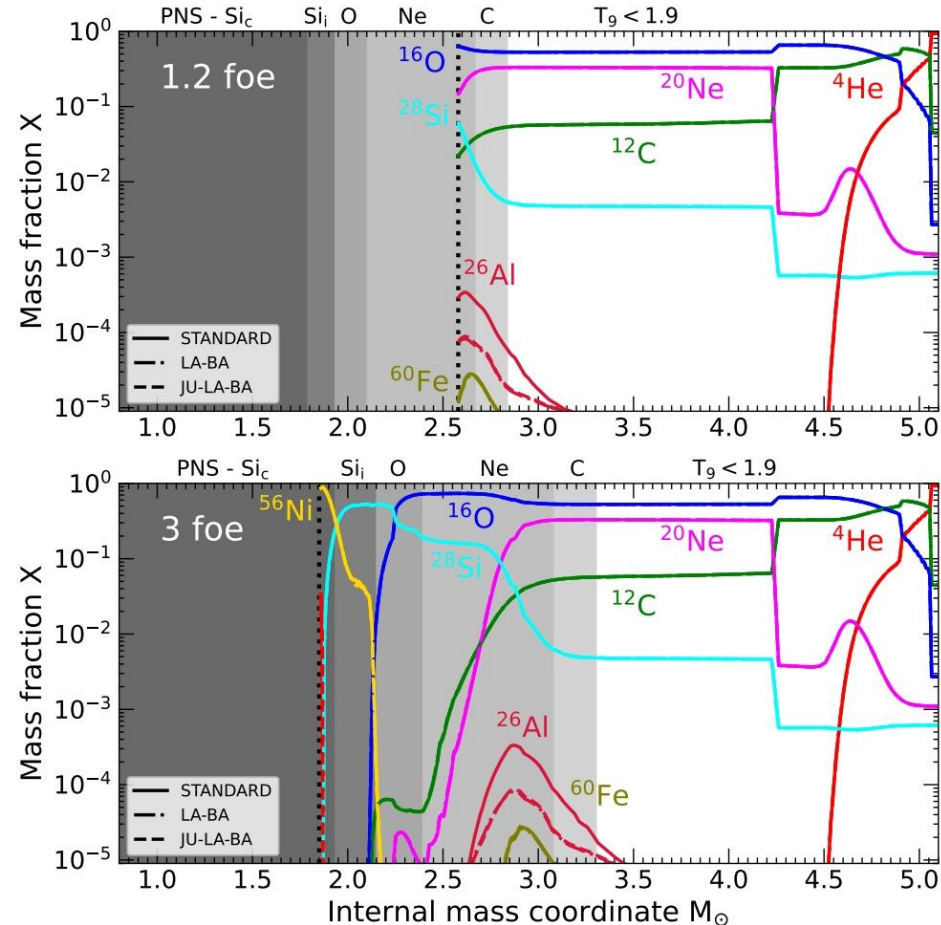 PNS - Si_c Si_i O Ne C T_9 < 1.9
1.2 foe
^16O
^20Ne
^4He
^28Si
^12C
^26Al
^60Fe
STANDARD
LA-BA
JU-LA-BA
Mass fraction X
10^0
10^-1
10^-2
10^-3
10^-4
10^-5
1.0 1.5 2.0 2.5 3.0 3.5 4.0 4.5 5.0
PNS - Si_c Si_i O Ne C T_9 < 1.9
3 foe
^56Ni
^16O
^20Ne
^4He
^28Si
^12C
^26Al
^60Fe
STANDARD
LA-BA
JU-LA-BA
Mass fraction X
10^0
10^-1
10^-2
10^-3
10^-4
10^-5
1.0 1.5 2.0 2.5 3.0 3.5 4.0 4.5 5.0
Internal mass coordinate M_⊙